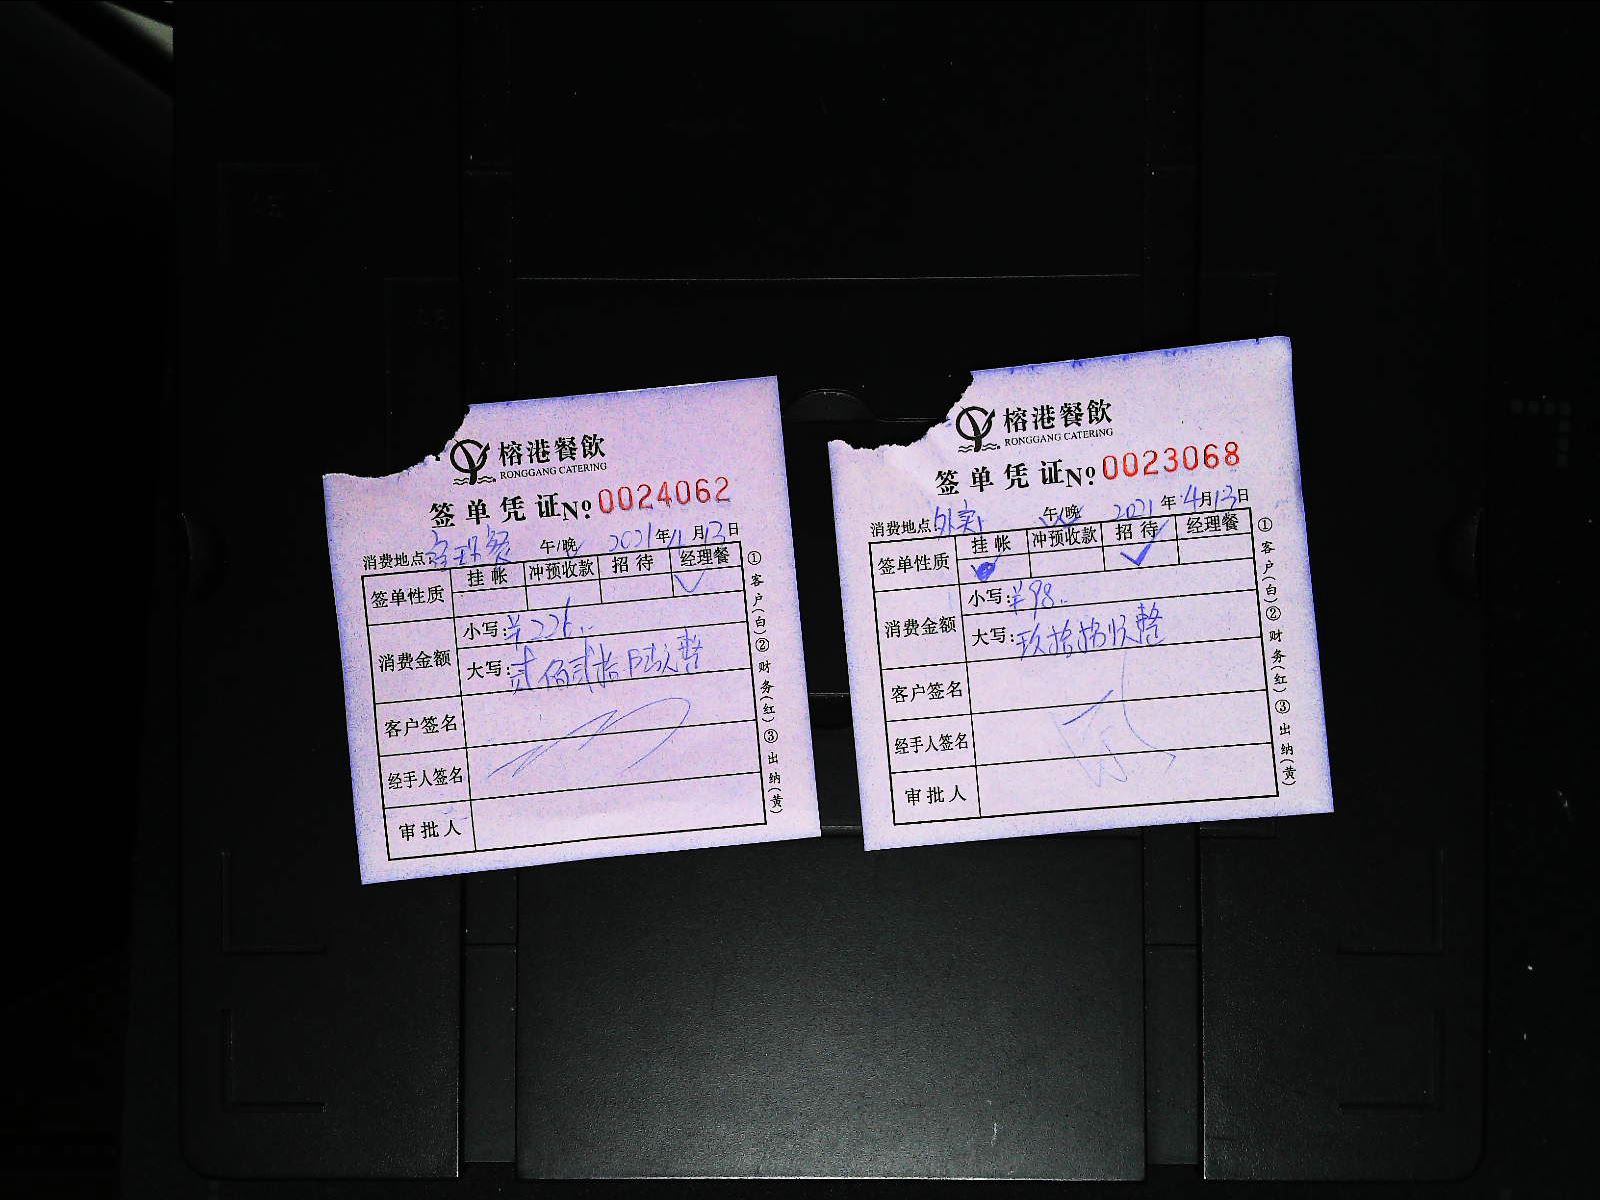 榕港餐飲
RONGGANG CATERING
签单凭证 No: 0024062
消费地点: 午/晚 2021年11月13日
签单性质 挂帐 冲预收款 招待 经理餐
✓
消费金额 小写: ¥226..
大写: 贰佰贰拾陆元整
客户签名
经手人签名
审批人
①客户(白)②财务(红)③出纳(黄)
榕港餐飲
RONGGANG CATERING
签单凭证 No: 0023068
消费地点: 外卖 午/晚 2021年4月13日
签单性质 挂帐 冲预收款 招待 经理餐
✓
消费金额 小写: ¥98..
大写: 玖拾捌元整
客户签名
经手人签名
审批人
①客户(白)②财务(红)③出纳(黄)